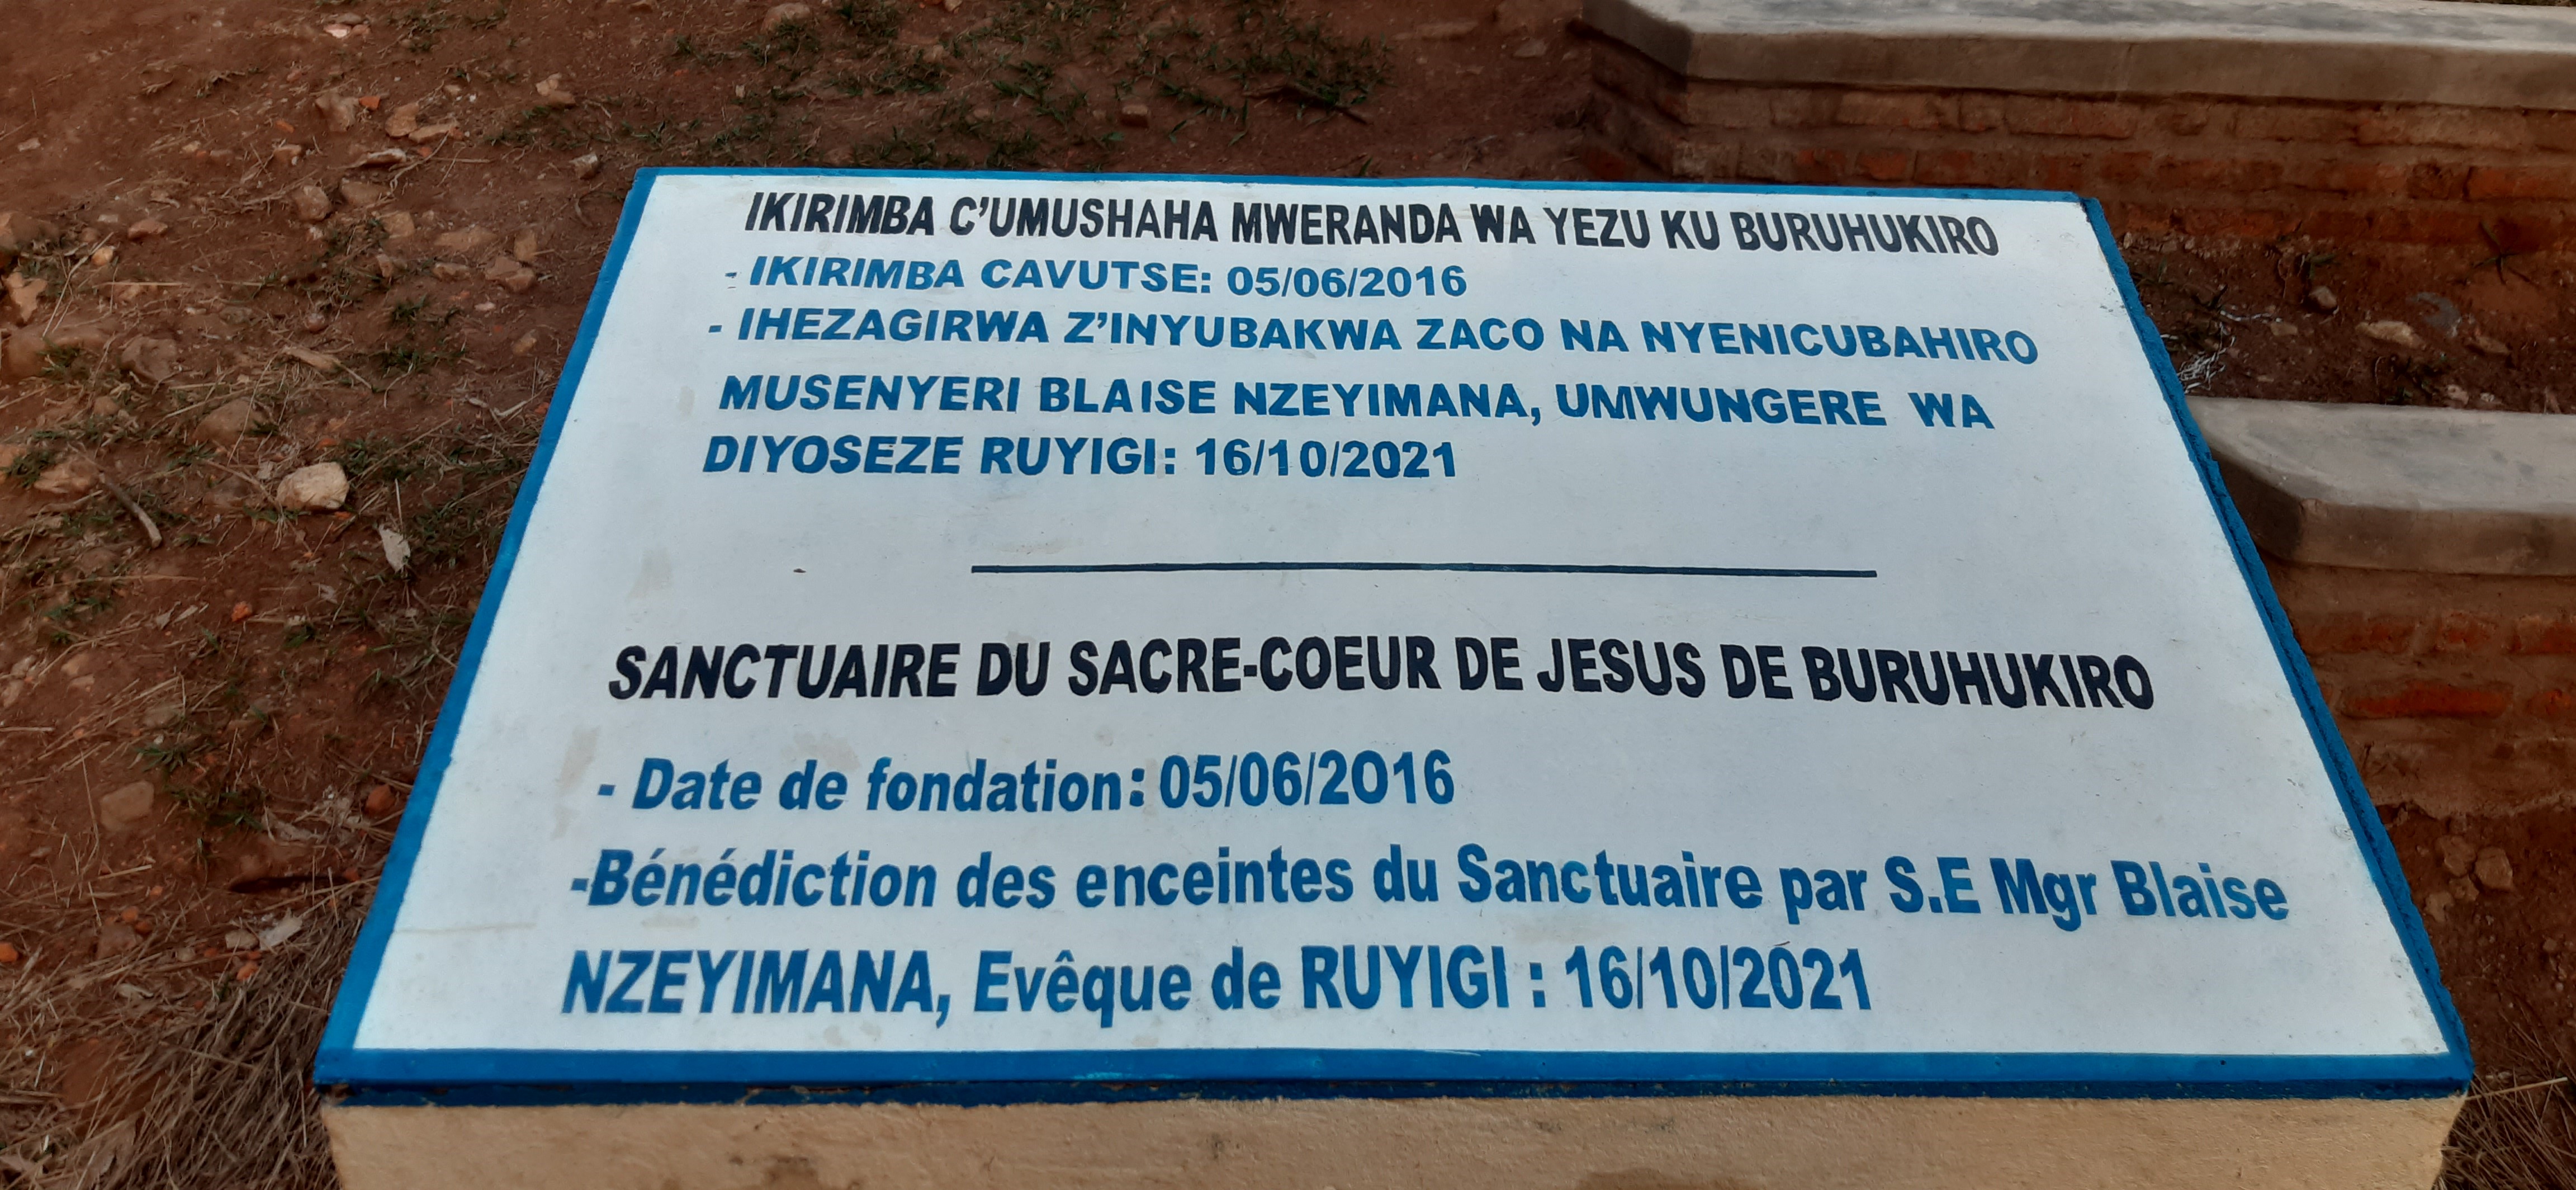 IKIRIMBA C'UMUSHAHA MWERANDA WA YEZU KU BURUHUKIRO
- IKIRIMBA CAVUTSE: 05/06/2016
- IHEZAGIRWA Z'INYUBAKWA ZACO NA NYENICUBAHIRO
MUSENYERI BLAISE NZEYIMANA, UMWUNGERE WA
DIYOSEZE RUYIGI: 16/10/2021
SANCTUAIRE DU SACRE-COEUR DE JESUS DE BURUHUKIRO
- Date de fondation: 05/06/2016
-Bénédiction des enceintes du Sanctuaire par S.E Mgr Blaise
NZEYIMANA, Evêque de RUYIGI : 16/10/2021